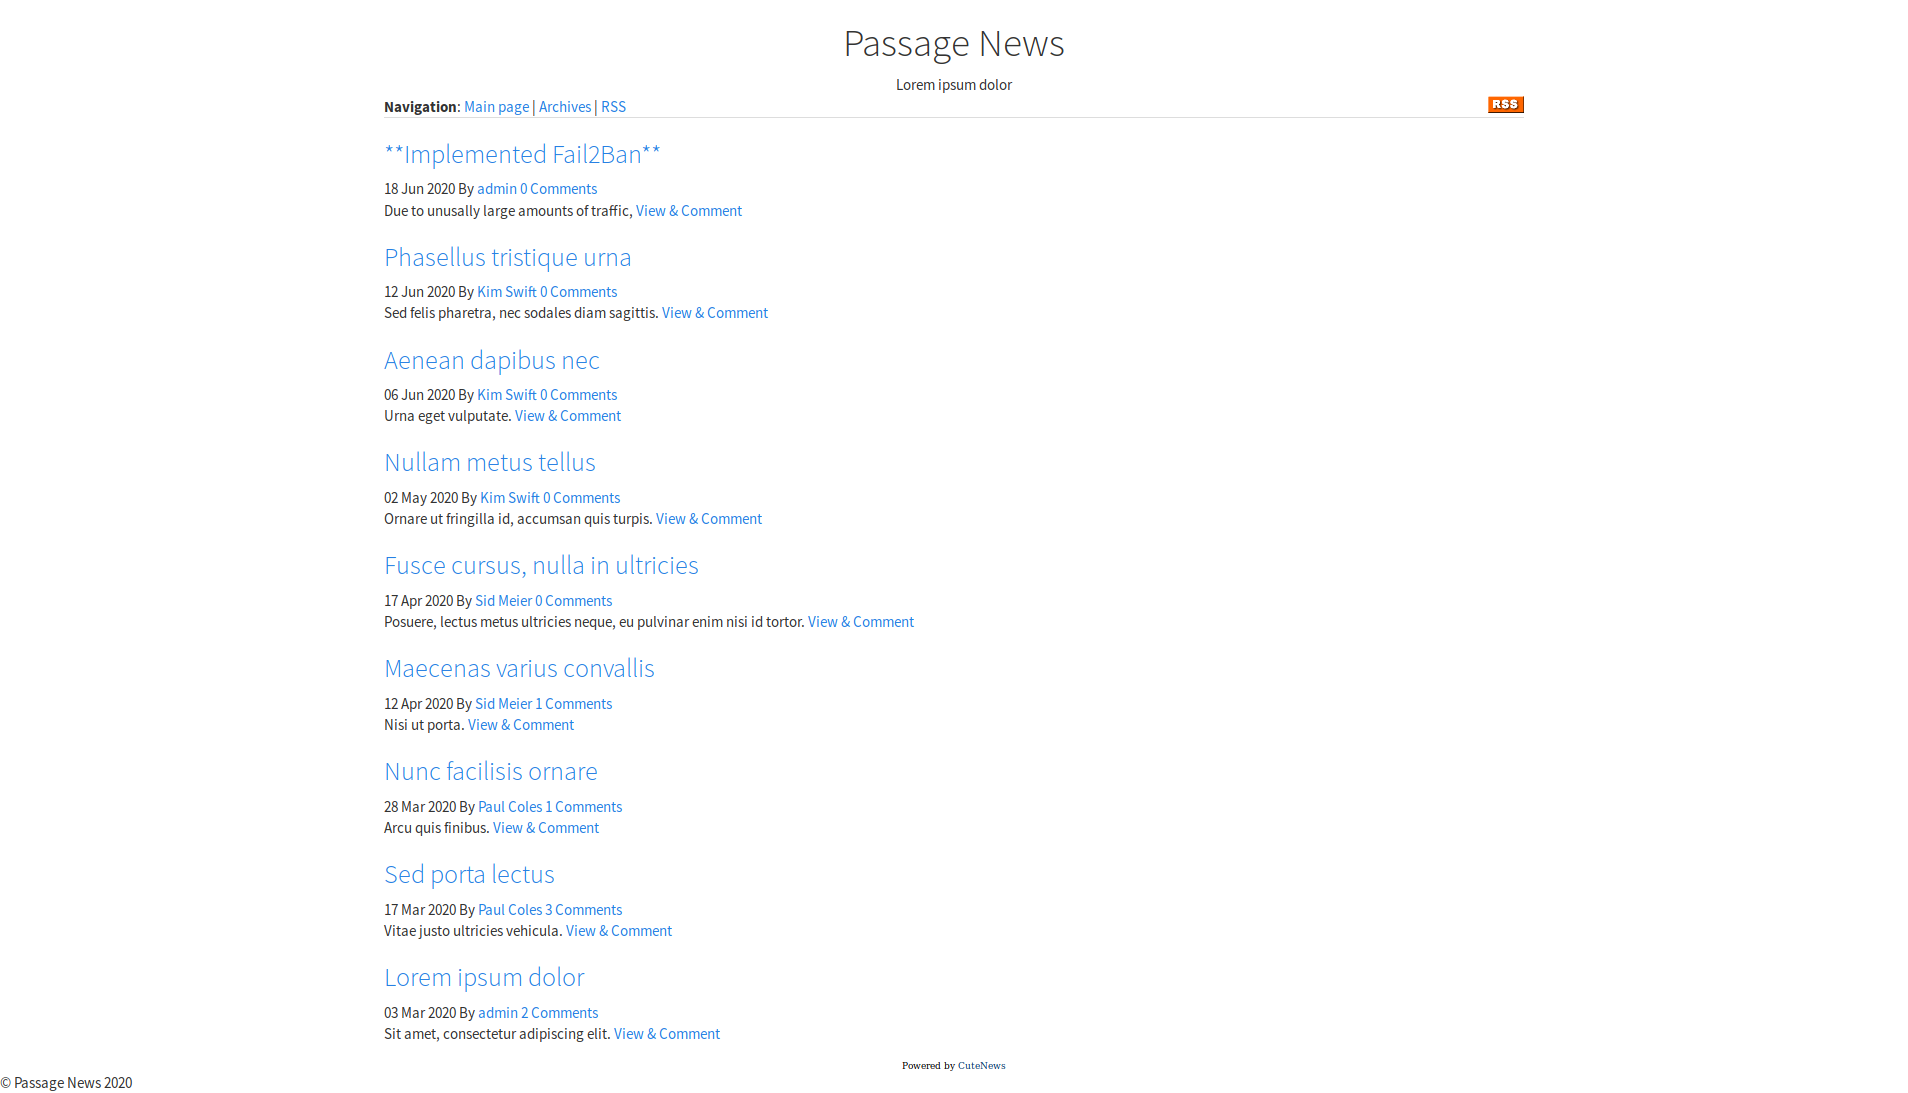 Passage News
Lorem ipsum dolor
Navigation: Main page | Archives | RSS
RSS
**Implemented Fail2Ban**
18 Jun 2020 By admin 0 Comments
Due to unusally large amounts of traffic, View & Comment
Phasellus tristique urna
12 Jun 2020 By Kim Swift 0 Comments
Sed felis pharetra, nec sodales diam sagittis. View & Comment
Aenean dapibus nec
06 Jun 2020 By Kim Swift 0 Comments
Urna eget vulputate. View & Comment
Nullam metus tellus
02 May 2020 By Kim Swift 0 Comments
Ornare ut fringilla id, accumsan quis turpis. View & Comment
Fusce cursus, nulla in ultricies
17 Apr 2020 By Sid Meier 0 Comments
Posuere, lectus metus ultricies neque, eu pulvinar enim nisi id tortor. View & Comment
Maecenas varius convallis
12 Apr 2020 By Sid Meier 1 Comments
Nisi ut porta. View & Comment
Nunc facilisis ornare
28 Mar 2020 By Paul Coles 1 Comments
Arcu quis finibus. View & Comment
Sed porta lectus
17 Mar 2020 By Paul Coles 3 Comments
Vitae justo ultricies vehicula. View & Comment
Lorem ipsum dolor
03 Mar 2020 By admin 2 Comments
Sit amet, consectetur adipiscing elit. View & Comment
Powered by CuteNews
© Passage News 2020